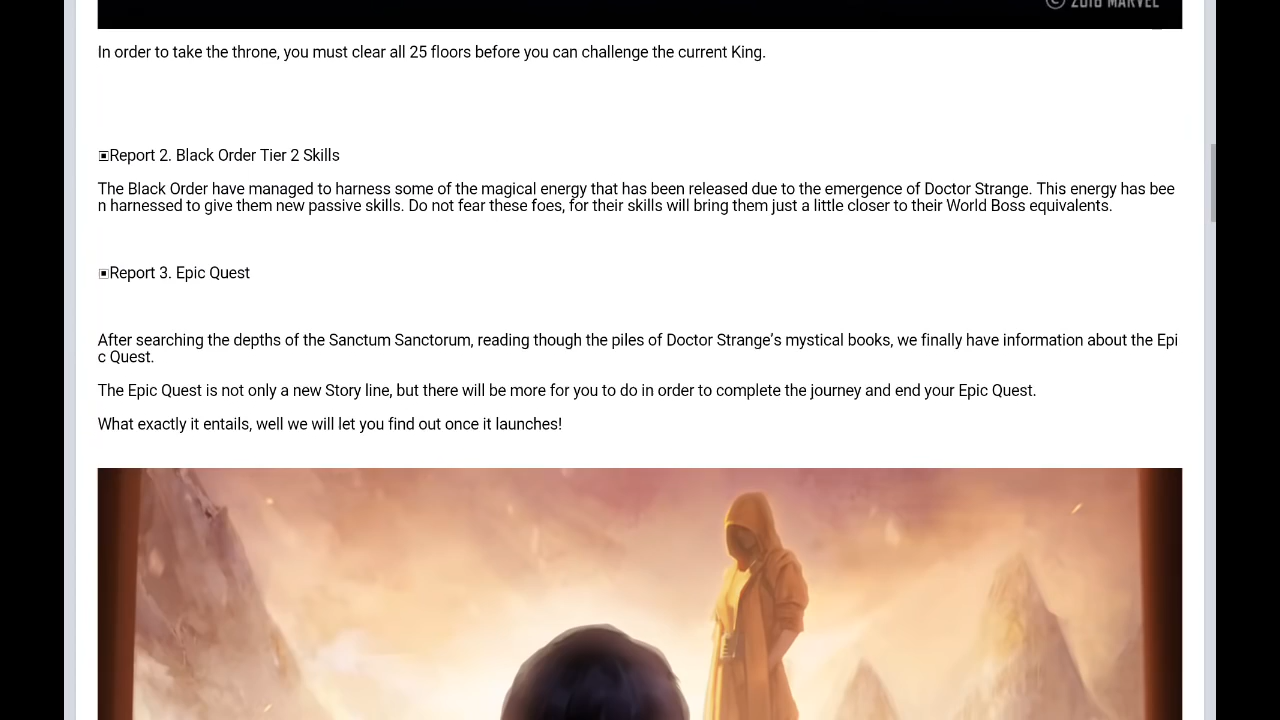 © 2016 MARVEL
In order to take the throne, you must clear all 25 floors before you can challenge the current King.
▣Report 2. Black Order Tier 2 Skills
The Black Order have managed to harness some of the magical energy that has been released due to the emergence of Doctor Strange. This energy has bee
n harnessed to give them new passive skills. Do not fear these foes, for their skills will bring them just a little closer to their World Boss equivalents.
▣Report 3. Epic Quest
After searching the depths of the Sanctum Sanctorum, reading though the piles of Doctor Strange's mystical books, we finally have information about the Epi
c Quest.
The Epic Quest is not only a new Story line, but there will be more for you to do in order to complete the journey and end your Epic Quest.
What exactly it entails, well we will let you find out once it launches!